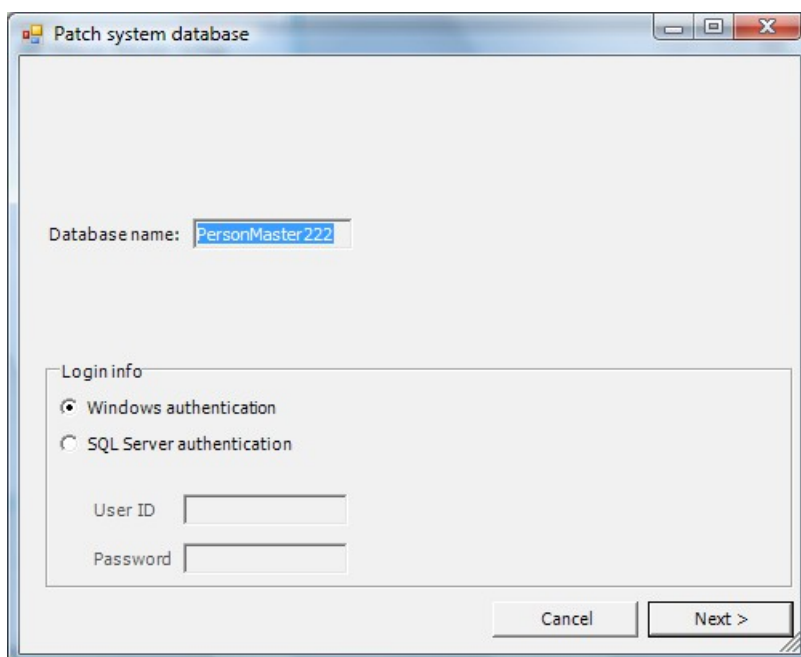 Patch system database
Database name: PersonMaster222
Login info
Windows authentication
SQL Server authentication
User ID
Password
Cancel Next >